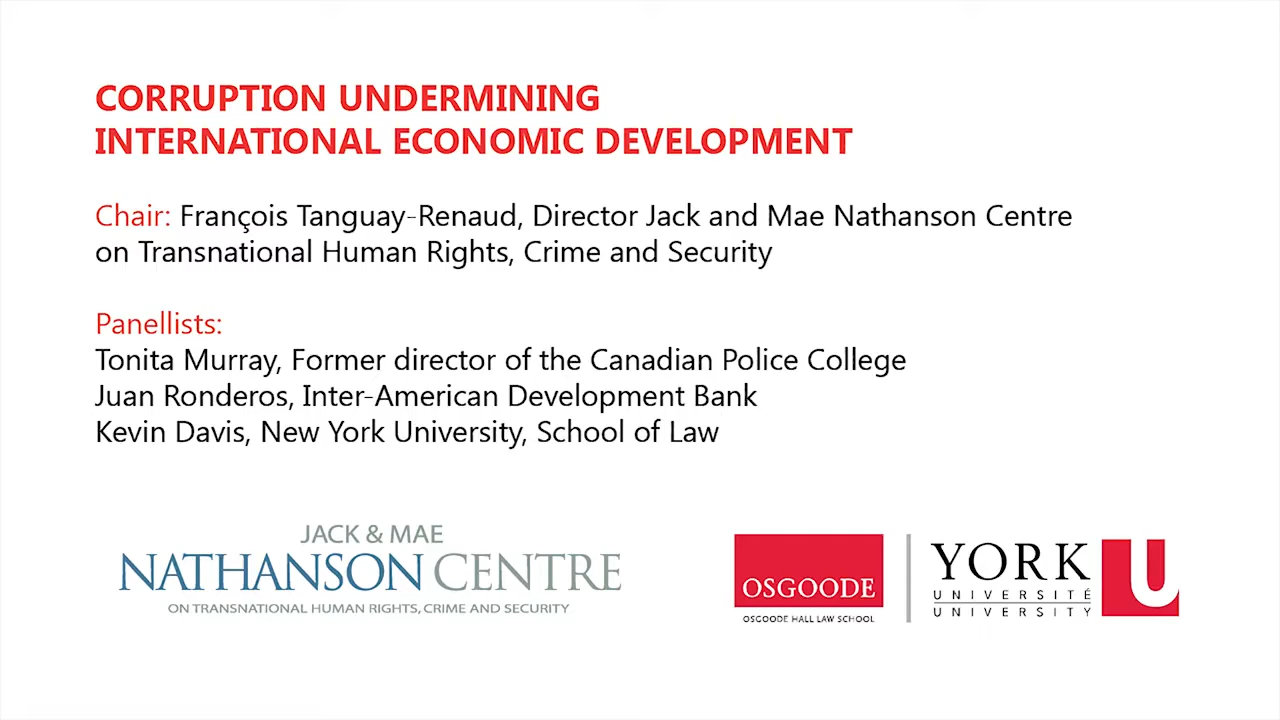 CORRUPTION UNDERMINING
INTERNATIONAL ECONOMIC DEVELOPMENT
Chair: François Tanguay-Renaud, Director Jack and Mae Nathanson Centre
on Transnational Human Rights, Crime and Security
Panellists:
Tonita Murray, Former director of the Canadian Police College
Juan Ronderos, Inter-American Development Bank
Kevin Davis, New York University, School of Law
JACK & MAE
NATHANSON CENTRE
ON TRANSNATIONAL HUMAN RIGHTS, CRIME AND SECURITY
OSGOODE
OSGOODE HALL LAW SCHOOL
YORK
UNIVERSITÉ
UNIVERSITY
U